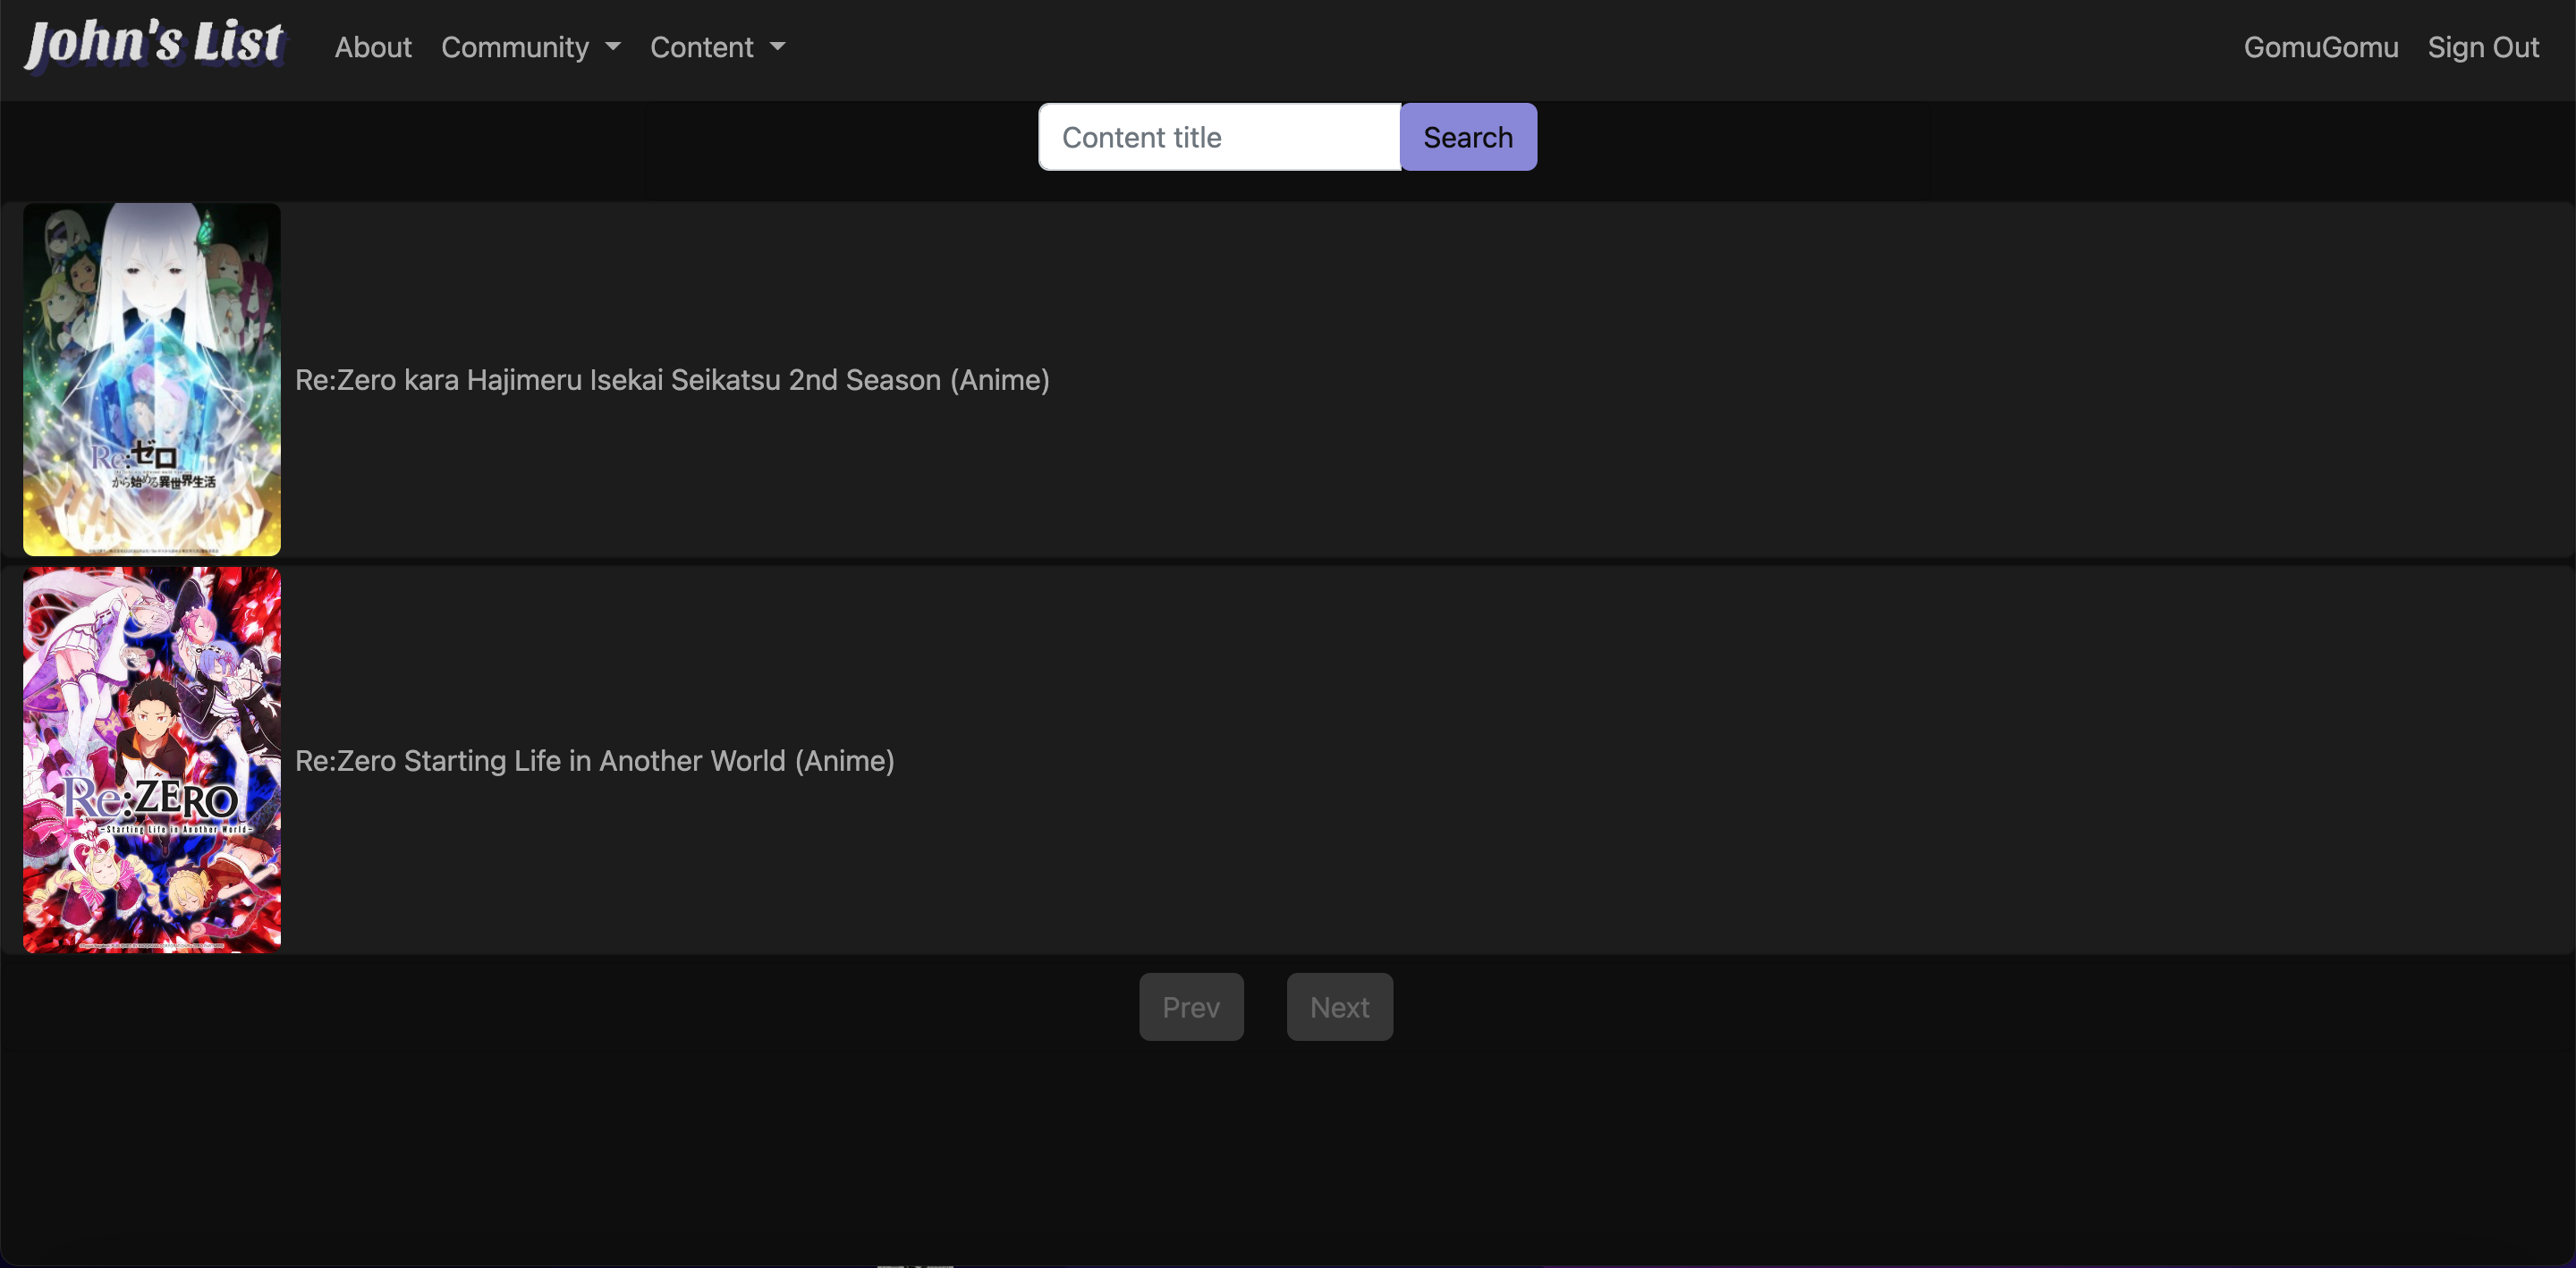 John's List
About
Community
Content
GomuGomu
Sign Out
Content title
Search
Re:ゼロ
から始める異世界生活
Re:Zero kara Hajimeru Isekai Seikatsu 2nd Season (Anime)
Re:ZERO
-Starting Life in Another World-
Re:Zero Starting Life in Another World (Anime)
Prev
Next